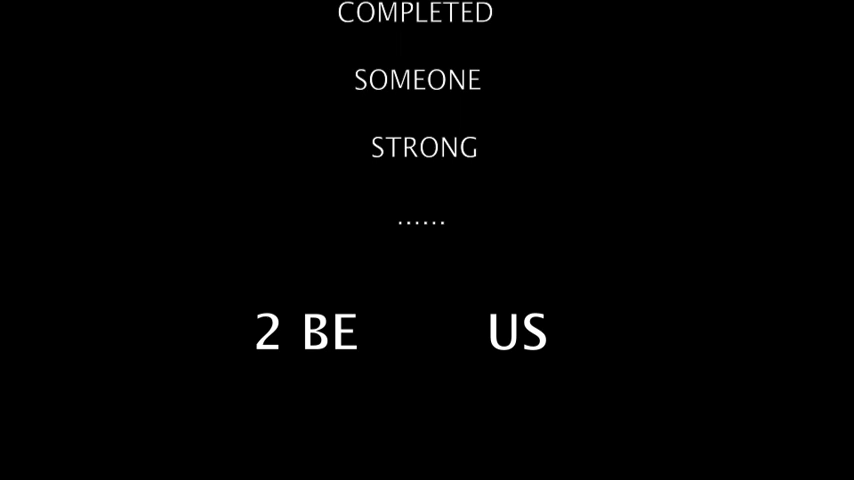 COMPLETED
SOMEONE
STRONG
......
2 BE US